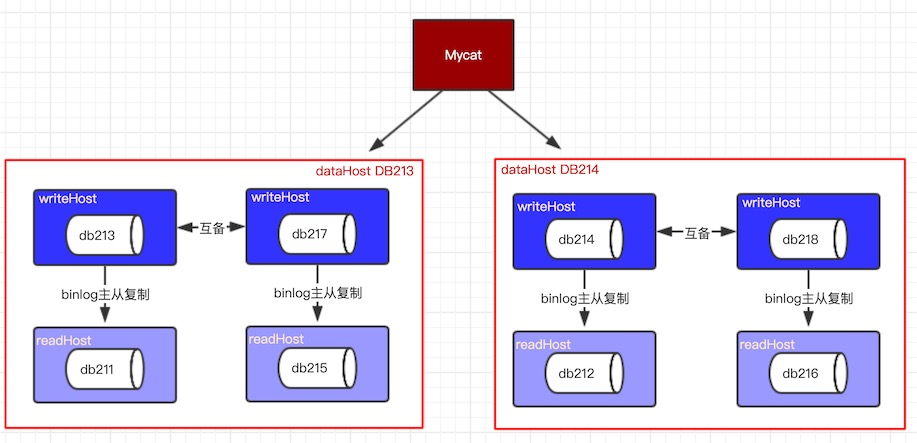 Mycat
dataHost DB213
writeHost
db213
互备
writeHost
db217
binlog主从复制
binlog主从复制
readHost
db211
readHost
db215
dataHost DB214
writeHost
db214
互备
writeHost
db218
binlog主从复制
binlog主从复制
readHost
db212
readHost
db216